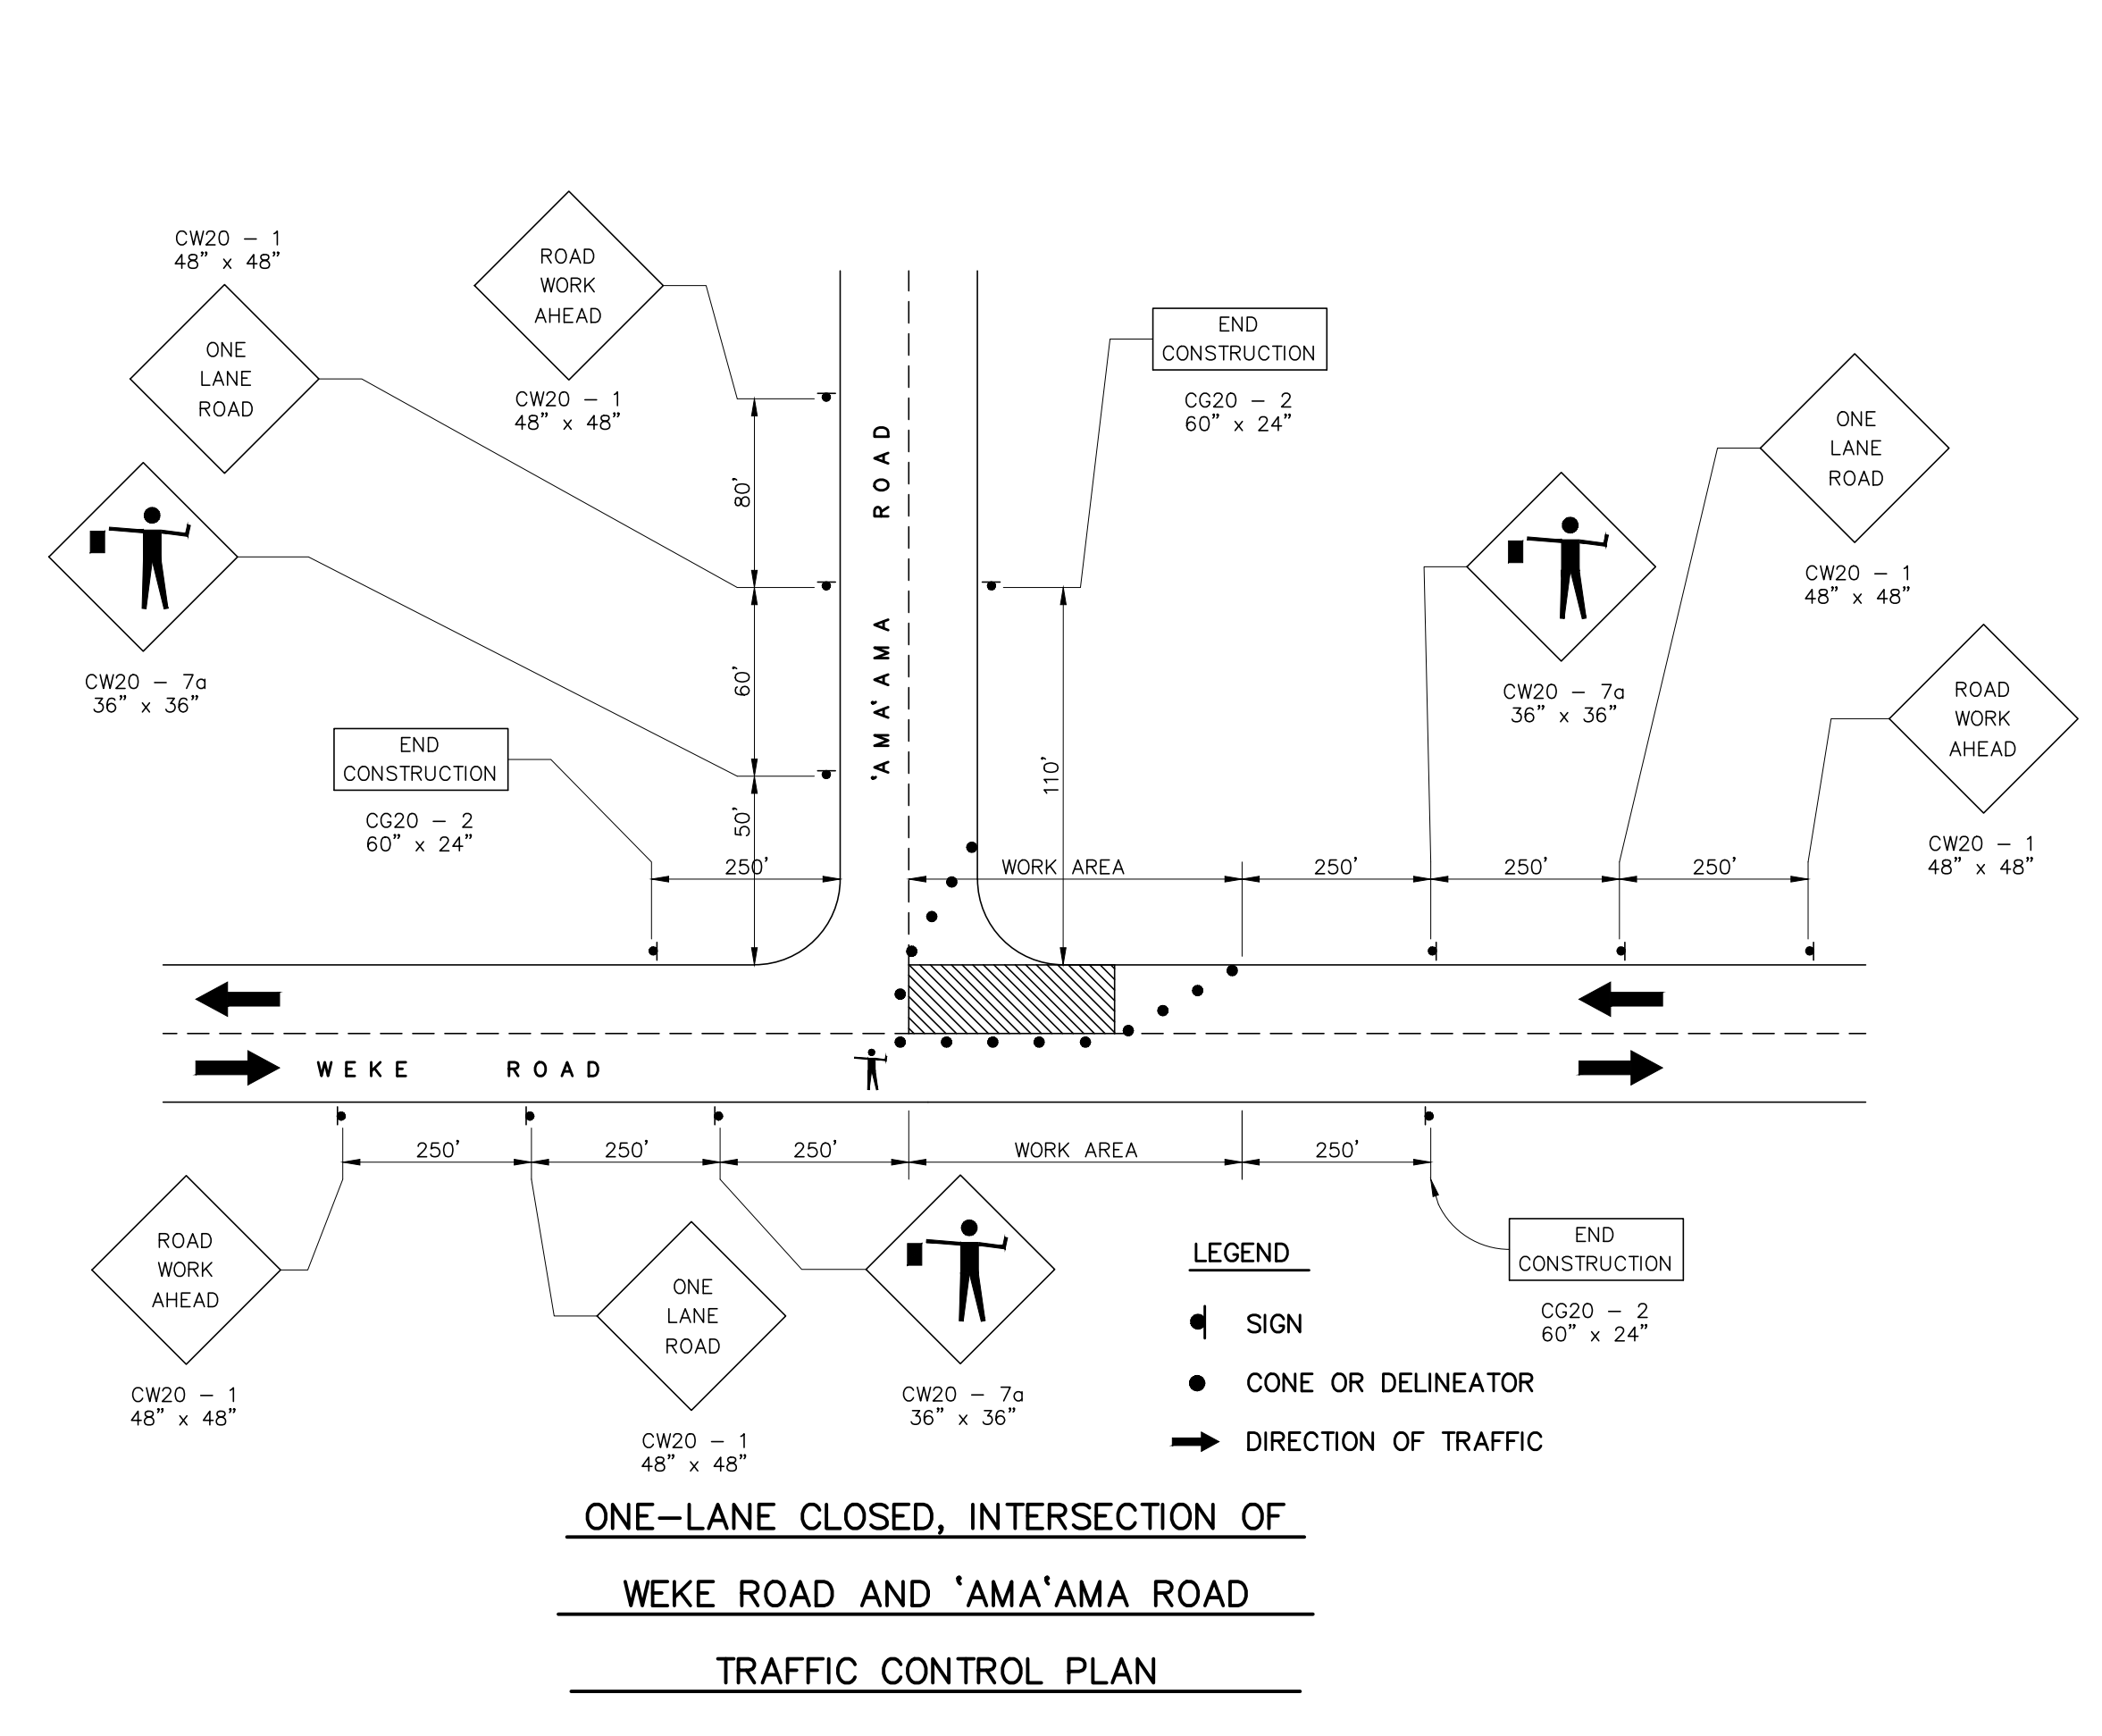 CW20 – 1
48” x 48”
ONE
LANE
ROAD
ROAD
WORK
AHEAD
CW20 – 1
48” x 48”
END
CONSTRUCTION
CG20 – 2
60” x 24”
ONE
LANE
ROAD
CW20 – 1
48” x 48”
CW20 – 7a
36” x 36”
CW20 – 7a
36” x 36”
ROAD
WORK
AHEAD
CW20 – 1
48” x 48”
END
CONSTRUCTION
CG20 – 2
60” x 24”
80’
60’
50’
110’
‘AMA‘AMA ROAD
250’
WORK AREA
250’
250’
250’
WEKE ROAD
250’
250’
250’
WORK AREA
250’
ROAD
WORK
AHEAD
CW20 – 1
48” x 48”
ONE
LANE
ROAD
CW20 – 1
48” x 48”
CW20 – 7a
36” x 36”
END
CONSTRUCTION
CG20 – 2
60” x 24”
LEGEND
SIGN
CONE OR DELINEATOR
DIRECTION OF TRAFFIC
ONE–LANE CLOSED, INTERSECTION OF
WEKE ROAD AND ‘AMA‘AMA ROAD
TRAFFIC CONTROL PLAN